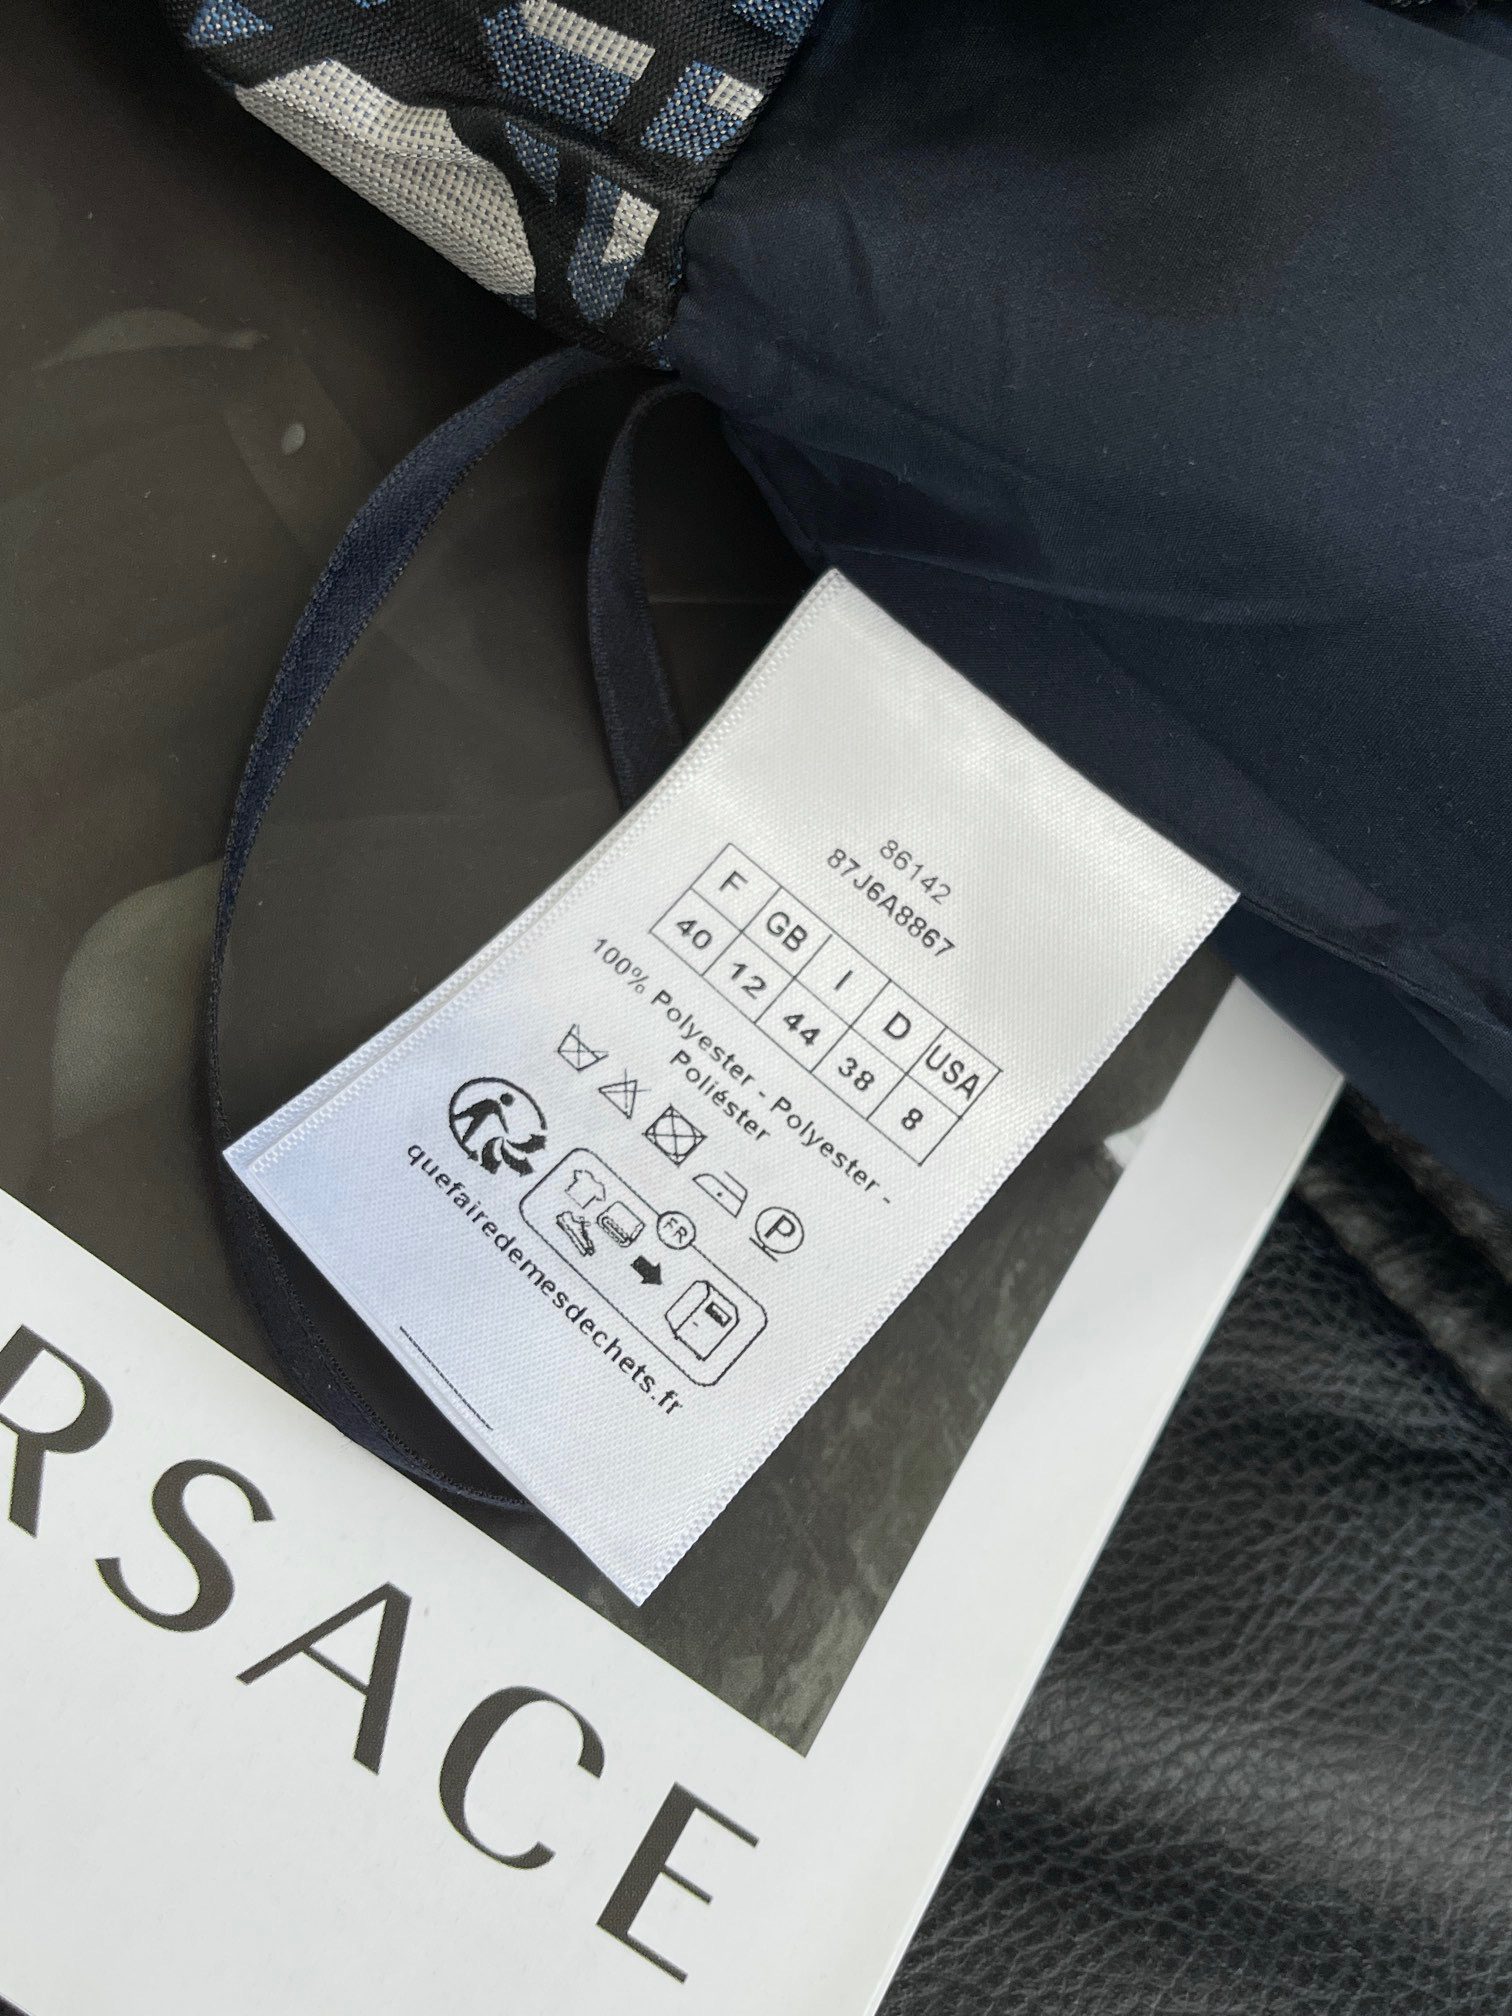 86142
87J6A8867
F GB I D USA
40 12 44 38 8
100% Polyester - Polyester -
Poliéster
P
FR
quefairedemesdechets.fr
RSACE